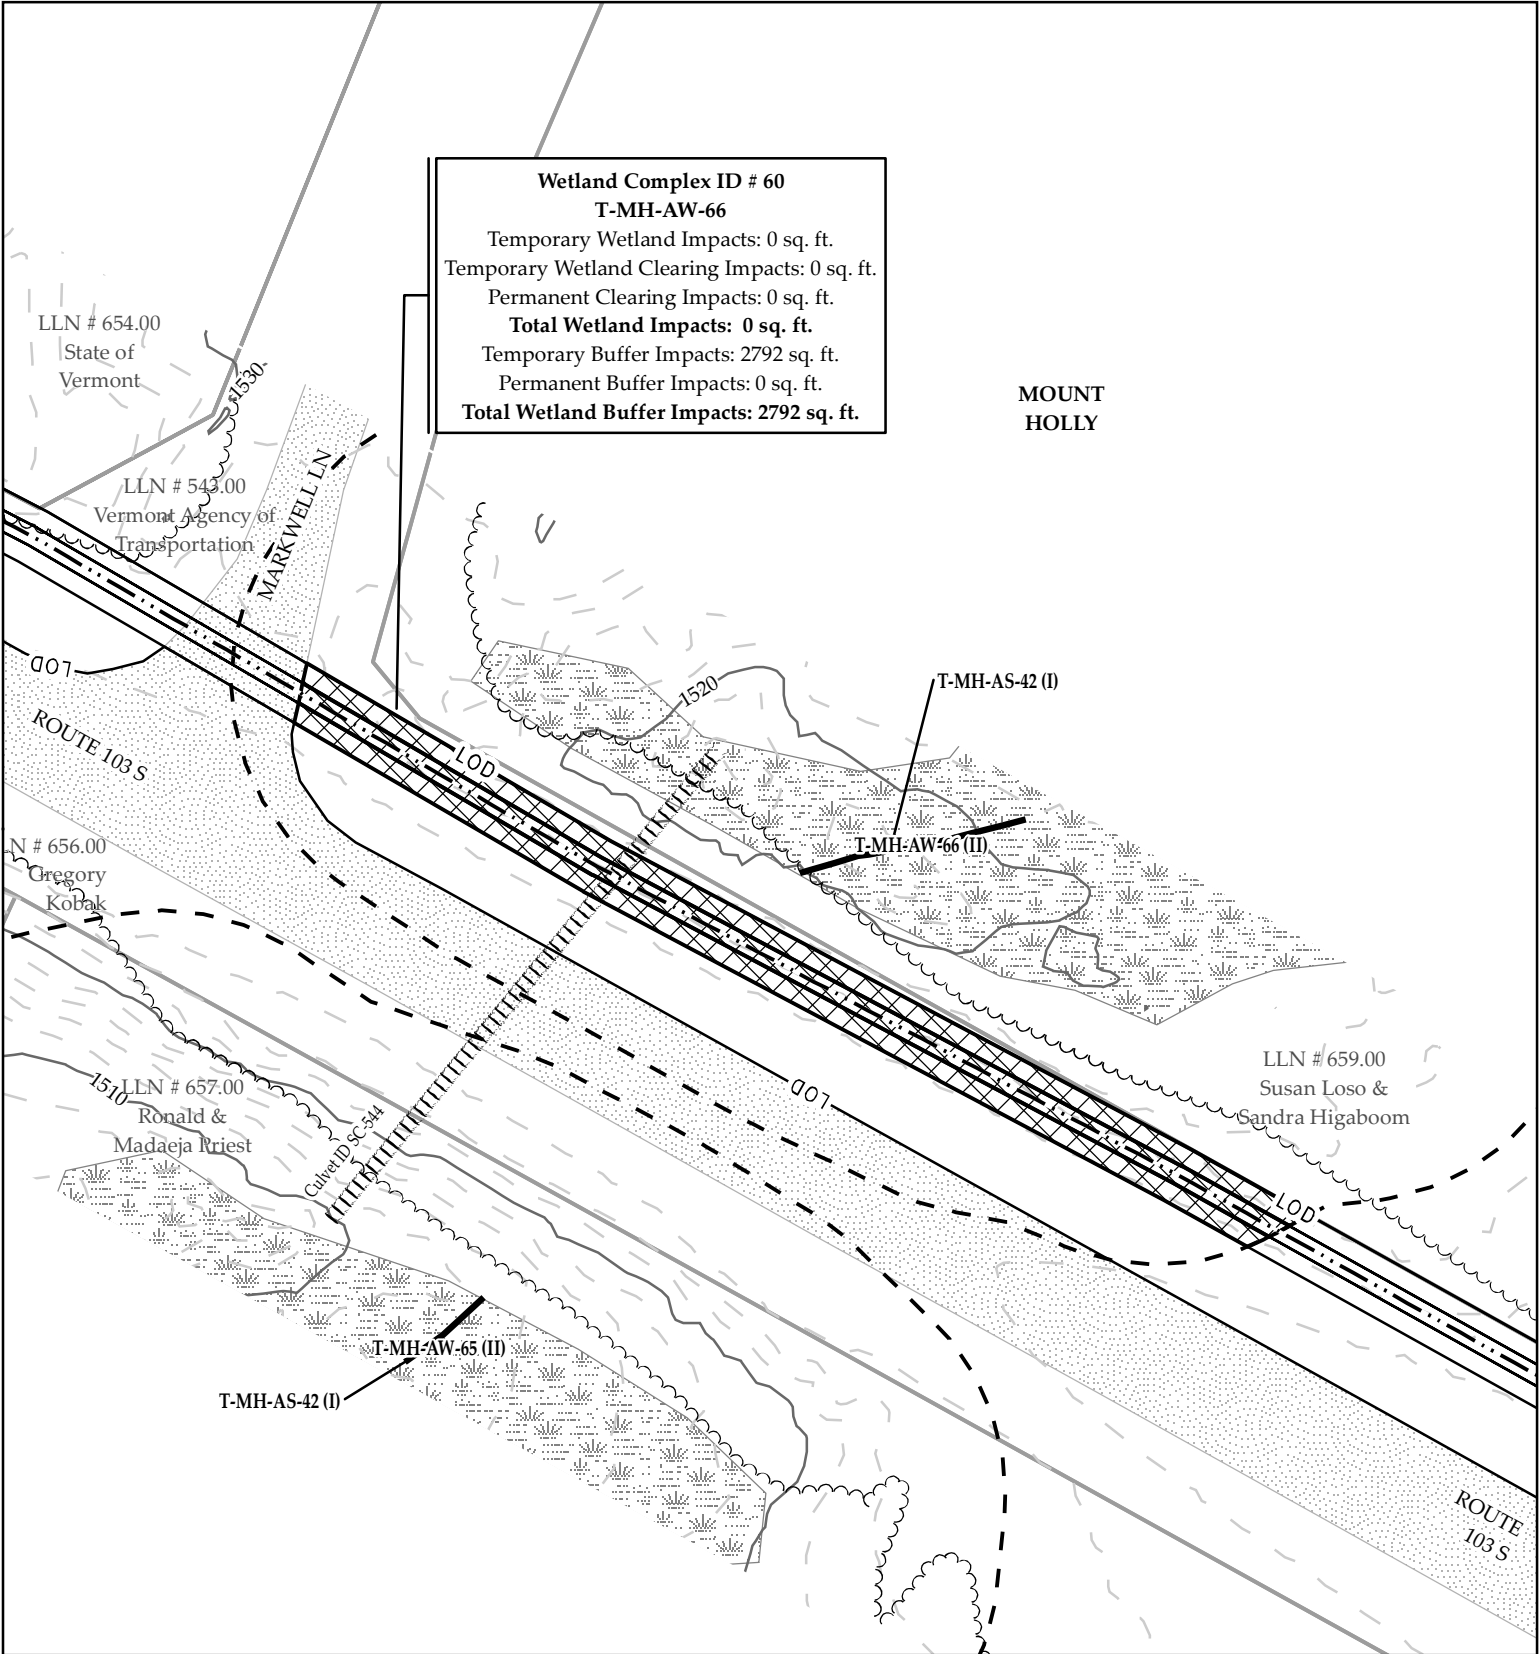 Wetland Complex ID # 60
T-MH-AW-66
Temporary Wetland Impacts: 0 sq. ft.
Temporary Wetland Clearing Impacts: 0 sq. ft.
Permanent Clearing Impacts: 0 sq. ft.
Total Wetland Impacts:  0 sq. ft.
Temporary Buffer Impacts: 2792 sq. ft.
Permanent Buffer Impacts: 0 sq. ft.
Total Wetland Buffer Impacts: 2792 sq. ft.
LLN # 654.00
State of
Vermont
1530
MOUNT
HOLLY
LLN # 543.00
Vermont Agency of
Transportation
MARKWELL LN
LOD
ROUTE 103 S
LOD
1520
T-MH-AS-42 (I)
T-MH-AW-66 (II)
N # 656.00
Gregory
Kobak
LLN # 659.00
Susan Loso &
Sandra Higaboom
1510
LLN # 657.00
Ronald &
Madaeja Priest
LOD
Culvet ID SC-544
LOD
T-MH-AW-65 (II)
T-MH-AS-42 (I)
ROUTE
103 S